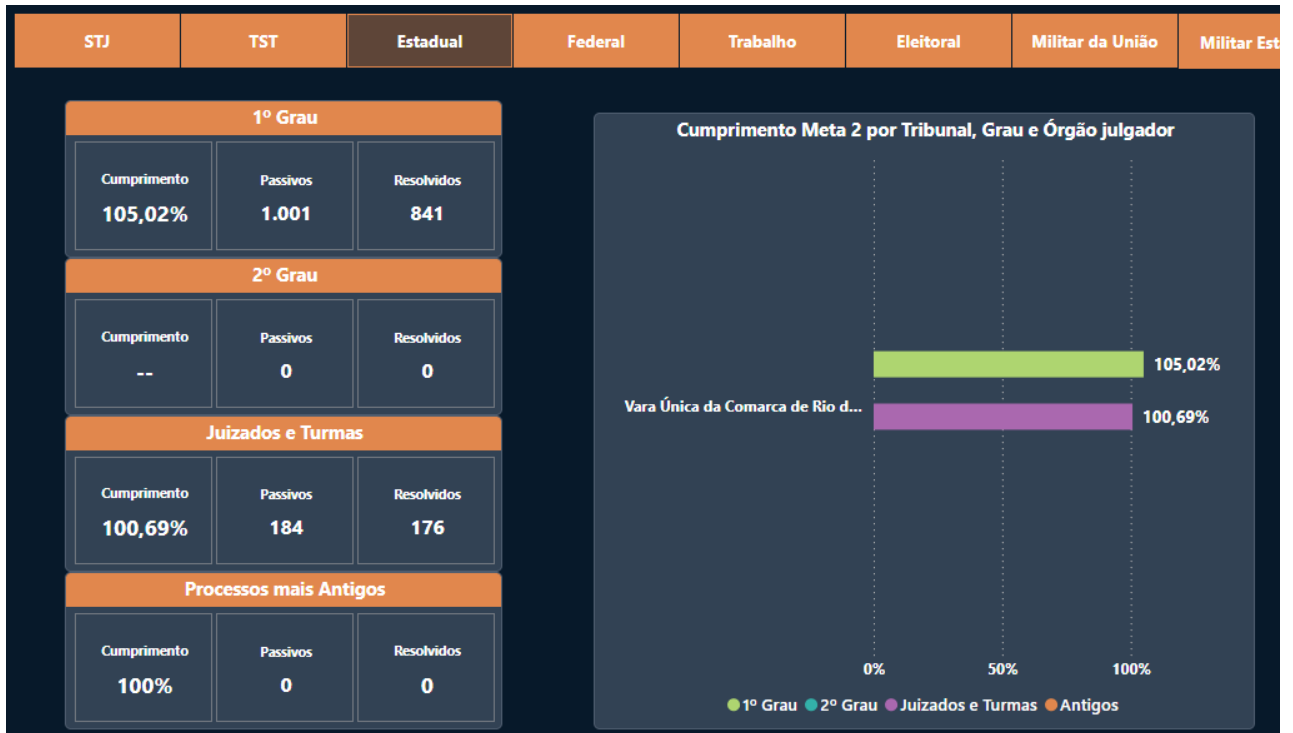 STJ TST Estadual Federal Trabalho Eleitoral Militar da União Militar Est
1º Grau
Cumprimento Passivos Resolvidos
105,02% 1.001 841
2º Grau
Cumprimento Passivos Resolvidos
-- 0 0
Juizados e Turmas
Cumprimento Passivos Resolvidos
100,69% 184 176
Processos mais Antigos
Cumprimento Passivos Resolvidos
100% 0 0
Cumprimento Meta 2 por Tribunal, Grau e Órgão julgador
105,02%
Vara Única da Comarca de Rio d...
100,69%
0% 50% 100%
1º Grau 2º Grau Juizados e Turmas Antigos